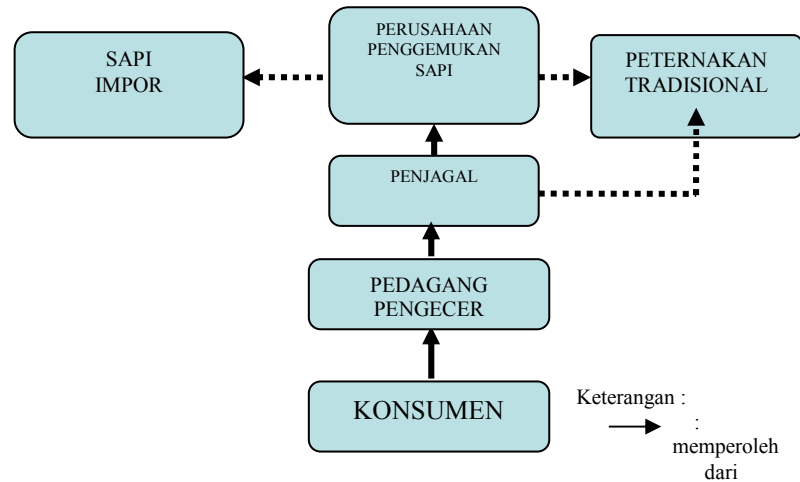 SAPI
IMPOR
PERUSAHAAN
PENGGEMUKAN
SAPI
PETERNAKAN
TRADISIONAL
PENJAGAL
PEDAGANG
PENGECER
KONSUMEN
Keterangan :
:
memperoleh
dari